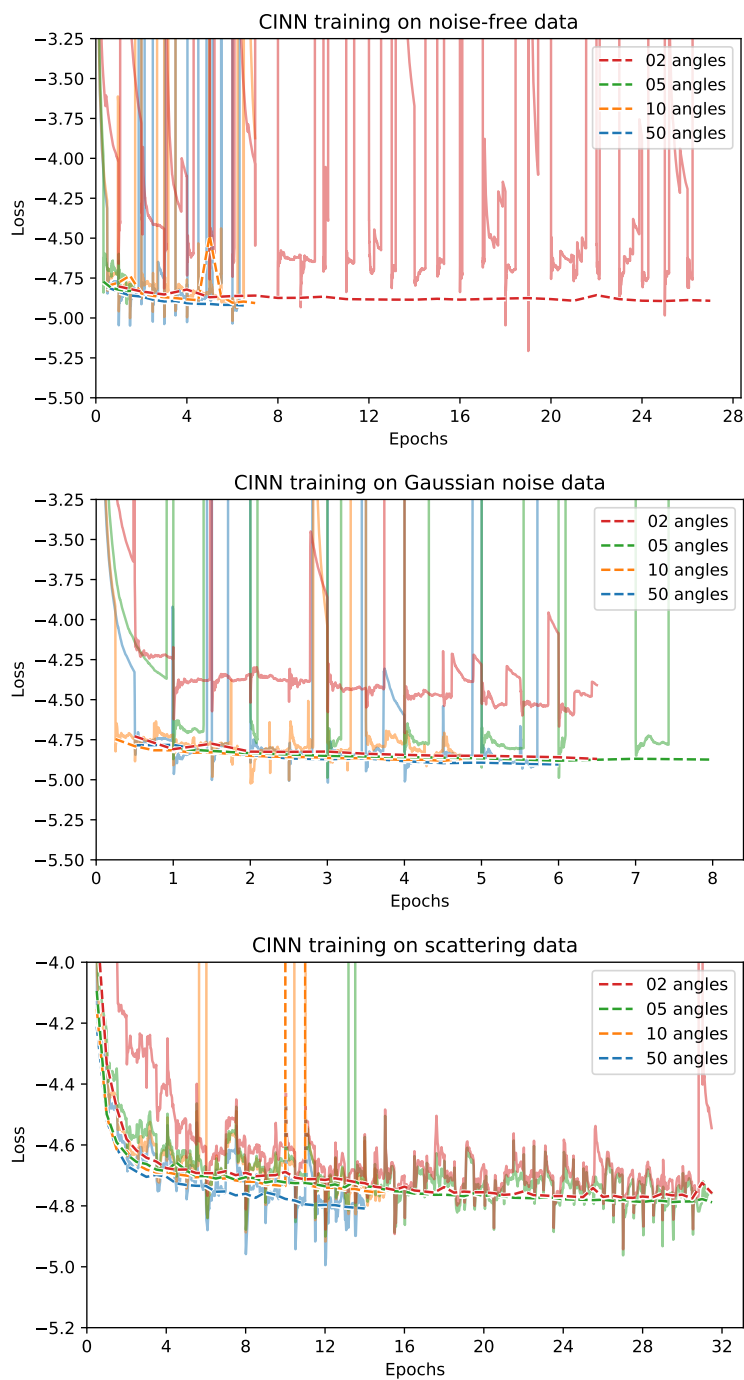 CINN training on noise-free data
−3.25
−3.50
−3.75
−4.00
−4.25
−4.50
−4.75
−5.00
−5.25
−5.50
Loss
02 angles
05 angles
10 angles
50 angles
0 4 8 12 16 20 24 28
Epochs
CINN training on Gaussian noise data
−3.25
−3.50
−3.75
−4.00
−4.25
−4.50
−4.75
−5.00
−5.25
−5.50
Loss
02 angles
05 angles
10 angles
50 angles
0 1 2 3 4 5 6 7 8
Epochs
CINN training on scattering data
−4.0
−4.2
−4.4
−4.6
−4.8
−5.0
−5.2
Loss
02 angles
05 angles
10 angles
50 angles
0 4 8 12 16 20 24 28 32
Epochs